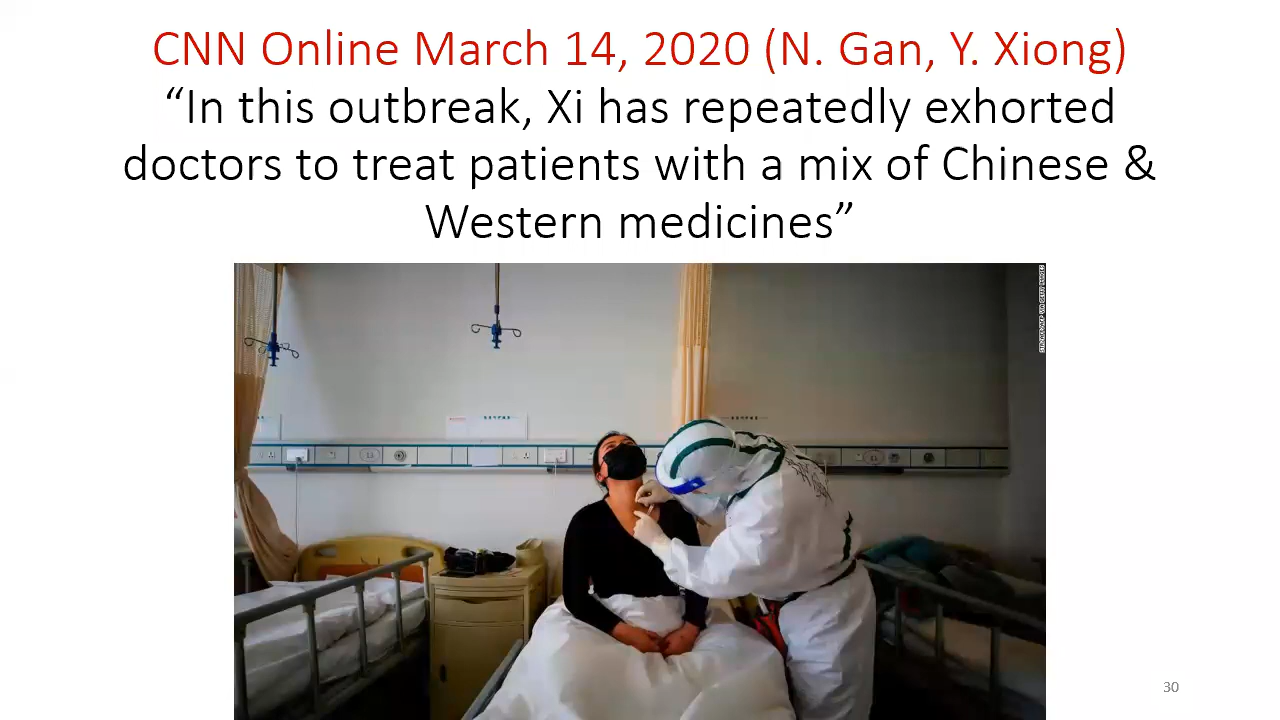 CNN Online March 14, 2020 (N. Gan, Y. Xiong)
“In this outbreak, Xi has repeatedly exhorted
doctors to treat patients with a mix of Chinese &
Western medicines”
30